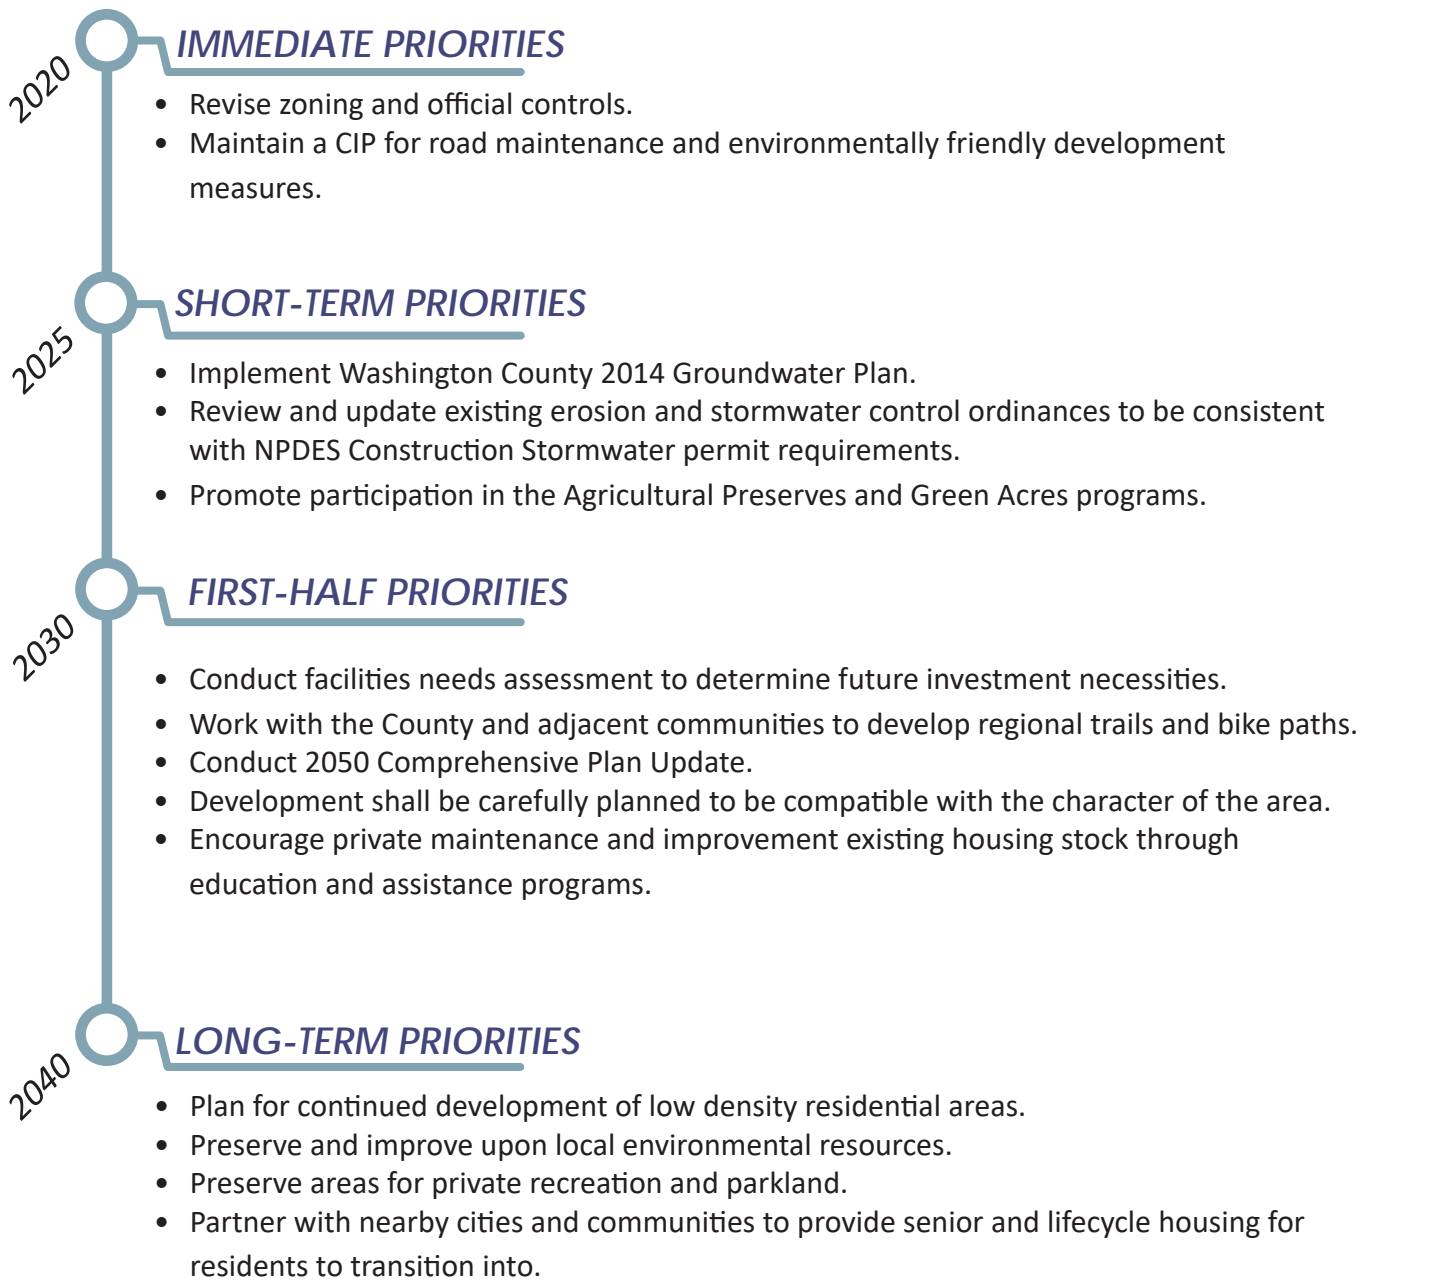 2020
IMMEDIATE PRIORITIES
• Revise zoning and official controls.
• Maintain a CIP for road maintenance and environmentally friendly development
measures.
2025
SHORT-TERM PRIORITIES
• Implement Washington County 2014 Groundwater Plan.
• Review and update existing erosion and stormwater control ordinances to be consistent
with NPDES Construction Stormwater permit requirements.
• Promote participation in the Agricultural Preserves and Green Acres programs.
2030
FIRST-HALF PRIORITIES
• Conduct facilities needs assessment to determine future investment necessities.
• Work with the County and adjacent communities to develop regional trails and bike paths.
• Conduct 2050 Comprehensive Plan Update.
• Development shall be carefully planned to be compatible with the character of the area.
• Encourage private maintenance and improvement existing housing stock through
education and assistance programs.
2040
LONG-TERM PRIORITIES
• Plan for continued development of low density residential areas.
• Preserve and improve upon local environmental resources.
• Preserve areas for private recreation and parkland.
• Partner with nearby cities and communities to provide senior and lifecycle housing for
residents to transition into.